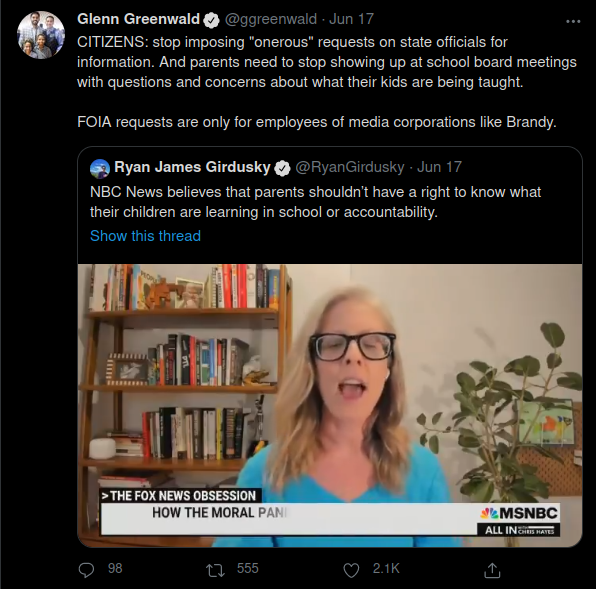 Glenn Greenwald @ggreenwald · Jun 17
CITIZENS: stop imposing "onerous" requests on state officials for
information. And parents need to stop showing up at school board meetings
with questions and concerns about what their kids are being taught.
FOIA requests are only for employees of media corporations like Brandy.
Ryan James Girdusky @RyanGirdusky · Jun 17
NBC News believes that parents shouldn't have a right to know what
their children are learning in school or accountability.
Show this thread
>THE FOX NEWS OBSESSION
HOW THE MORAL PANI
MSNBC
ALL IN WITH CHRIS HAYES
98 555 2.1K